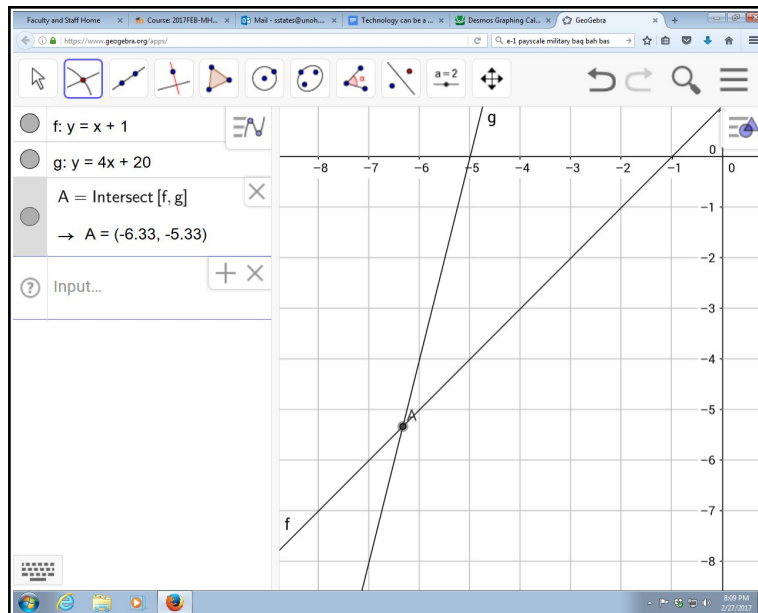 Faculty and Staff Home × Course: 2017FEB-MH... × Mail - sstates@unoh.... × Technology can be a ... × Desmos Graphing Cal... × GeoGebra × +
https://www.geogebra.org/apps/ e-1 payscale military baq bah bas
α
a=2
f: y = x + 1
g: y = 4x + 20
A = Intersect [f, g]
→ A = (-6.33, -5.33)
Input...
g
0
−8 −7 −6 −5 −4 −3 −2 −1 0
−1
−2
−3
−4
A
−5
−6
−7
f
−8
8:09 PM
2/27/2017